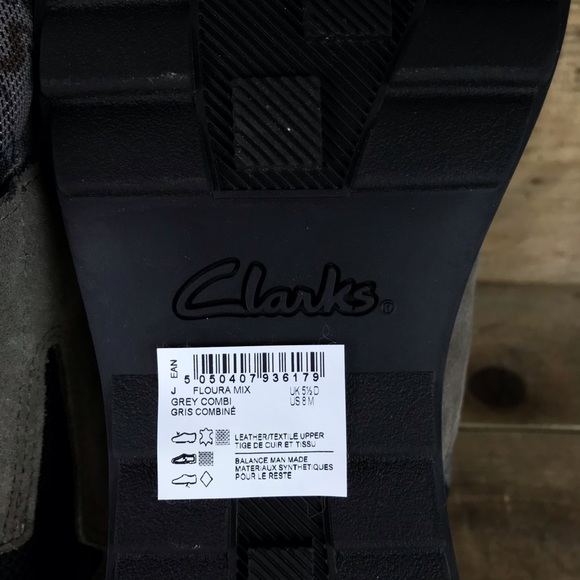 Clarks
EAN
5 050407 936179
J FLOURA MIX UK 5½ D
GREY COMBI US 8 M
GRIS COMBINÉ
LEATHER/TEXTILE UPPER
TIGE DE CUIR ET TISSU
BALANCE MAN MADE
MATERIAUX SYNTHETIQUES
POUR LE RESTE